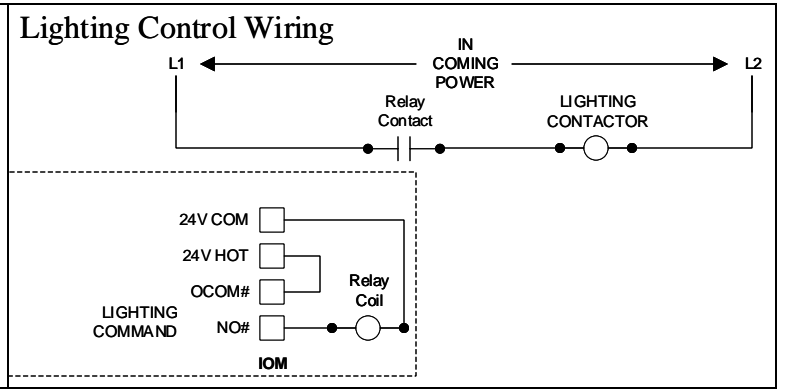 Lighting Control Wiring
L1
IN
COMING
POWER
L2
Relay
Contact
LIGHTING
CONTACTOR
24V COM
24V HOT
OCOM#
LIGHTING
COMMAND
NO#
Relay
Coil
IOM